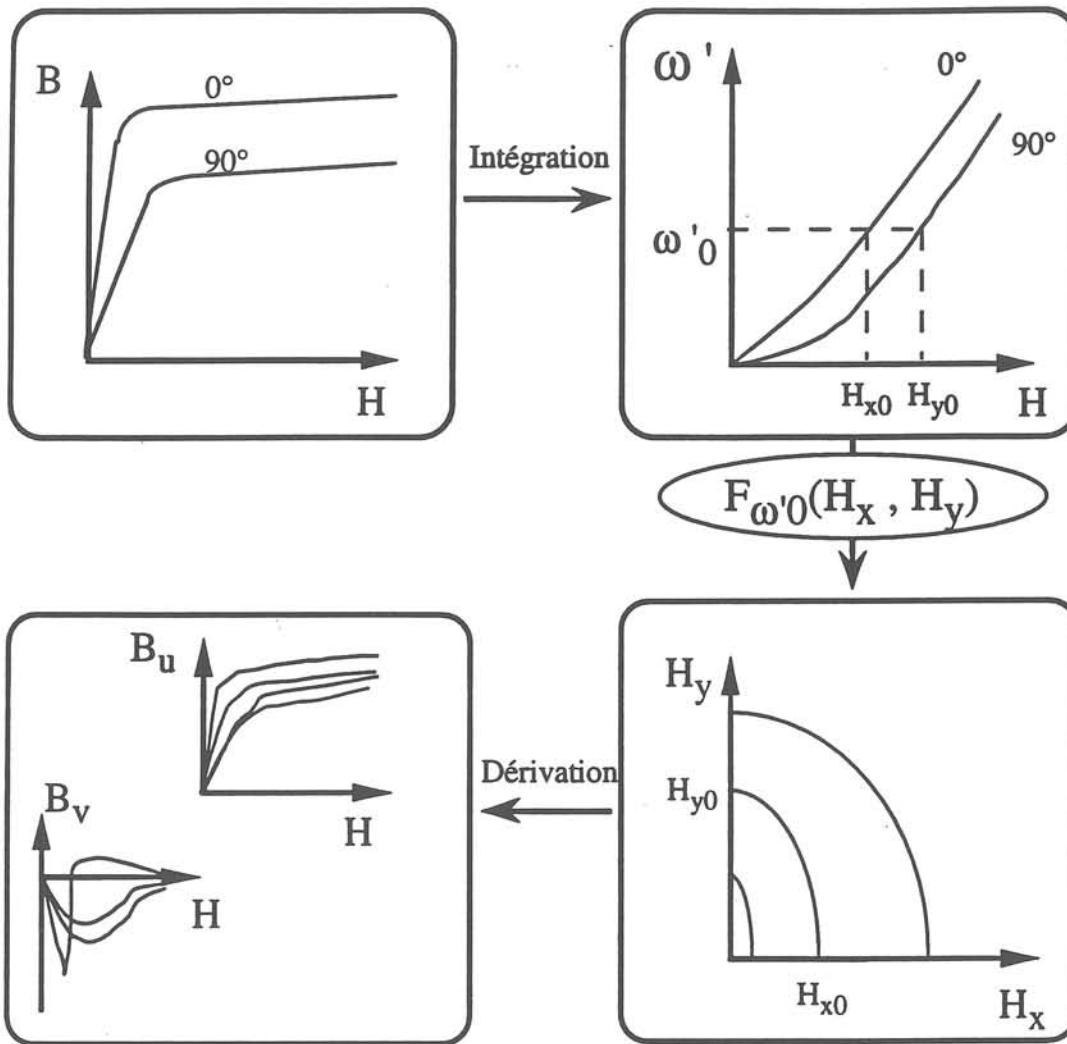 B
0°
90°
H
Intégration
ω'
0°
90°
ω'0
Hx0 Hy0 H
Fω'0(Hx , Hy)
Hy
Hy0
Hx0
Hx
Dérivation
Bu
H
Bv
H